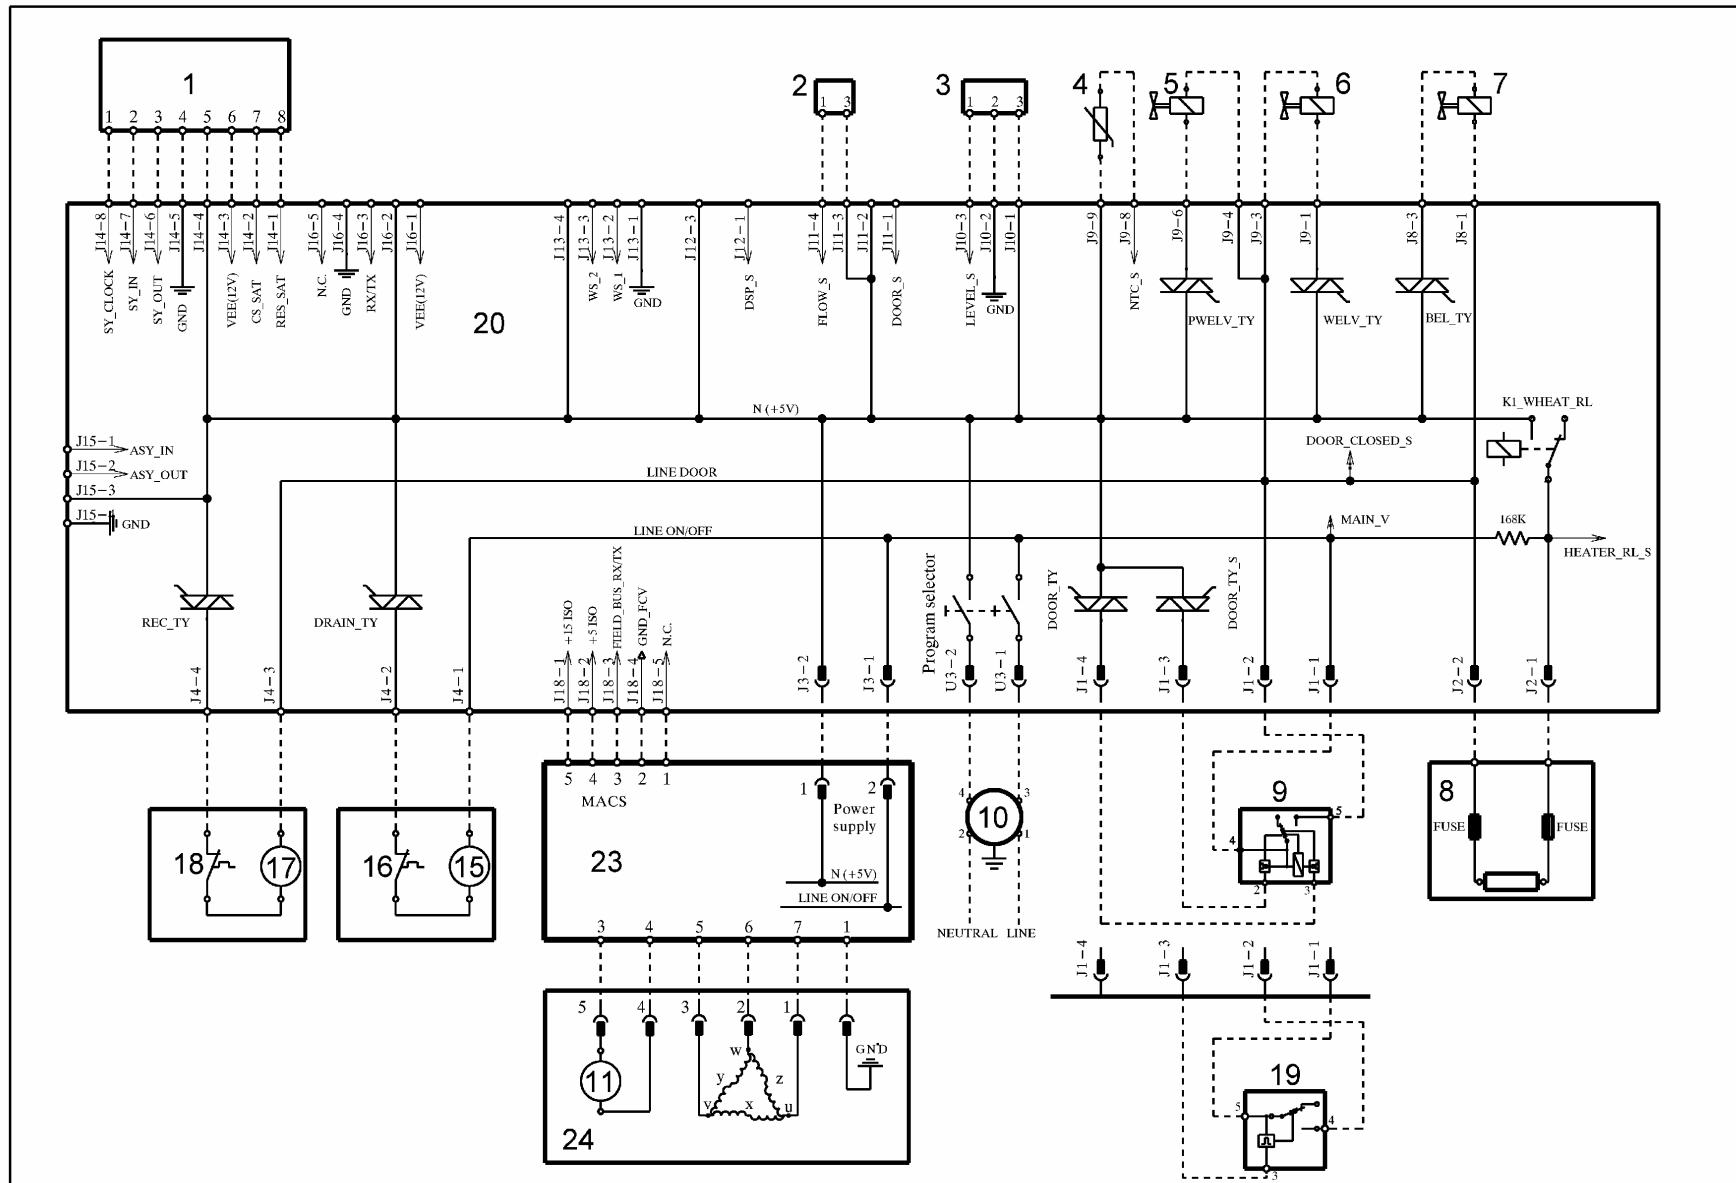 1
1 2 3 4 5 6 7 8
2
1 3
3
1 2 3
4
5
6
7
J14-8
J14-7
J14-6
J14-5
J14-4
J14-3
J14-2
J14-1
J16-5
J16-4
J16-3
J16-2
J16-1
J13-4
J13-3
J13-2
J13-1
J12-3
J12-1
J11-4
J11-3
J11-2
J11-1
J10-3
J10-2
J10-1
J9-9
J9-8
J9-6
J9-4
J9-3
J9-1
J8-3
J8-1
SY_CLOCK
SY_IN
SY_OUT
GND
VEE(12V)
CS_SAT
RES_SAT
N.C.
GND
RX/TX
VEE(12V)
WS_2
WS_1
GND
DSP_S
FLOW_S
DOOR_S
LEVEL_S
GND
NTC_S
PWELV_TY
WELV_TY
BEL_TY
20
N (+5V)
K1_WHEAT_RL
DOOR_CLOSED_S
J15-1
ASY_IN
J15-2
ASY_OUT
J15-3
J15-4
GND
LINE DOOR
LINE ON/OFF
MAIN_V
168K
HEATER_RL_S
REC_TY
DRAIN_TY
+15 ISO
+5 ISO
FIELD_BUS_RX/TX
GND_FCV
N.C.
Program selector
DOOR_TY
DOOR_TY_S
J4-4
J4-3
J4-2
J4-1
J18-1
J18-2
J18-3
J18-4
J18-5
J3-2
J3-1
U3-2
U3-1
J1-4
J1-3
J1-2
J1-1
J2-2
J2-1
18
17
16
15
5 4 3 2 1
MACS
1 2
Power
supply
23
N (+5V)
LINE ON/OFF
3 4 5 6 7 1
4 3
10
2 1
NEUTRAL LINE
9
5
4
2 3
8
FUSE FUSE
J1-4
J1-3
J1-2
J1-1
5 4 3 2 1
11
w
y z
v x u
GND
24
19
5
4
3